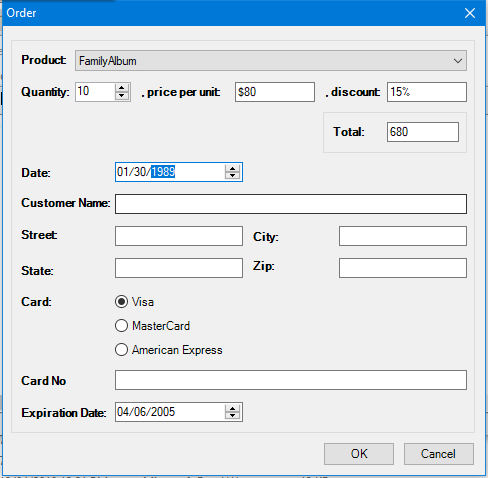 Order
Product: FamilyAlbum
Quantity: 10 , price per unit: $80 , discount: 15%
Total: 680
Date: 01/30/1989
Customer Name:
Street: City:
State: Zip:
Card: Visa
MasterCard
American Express
Card No
Expiration Date: 04/06/2005
OK Cancel